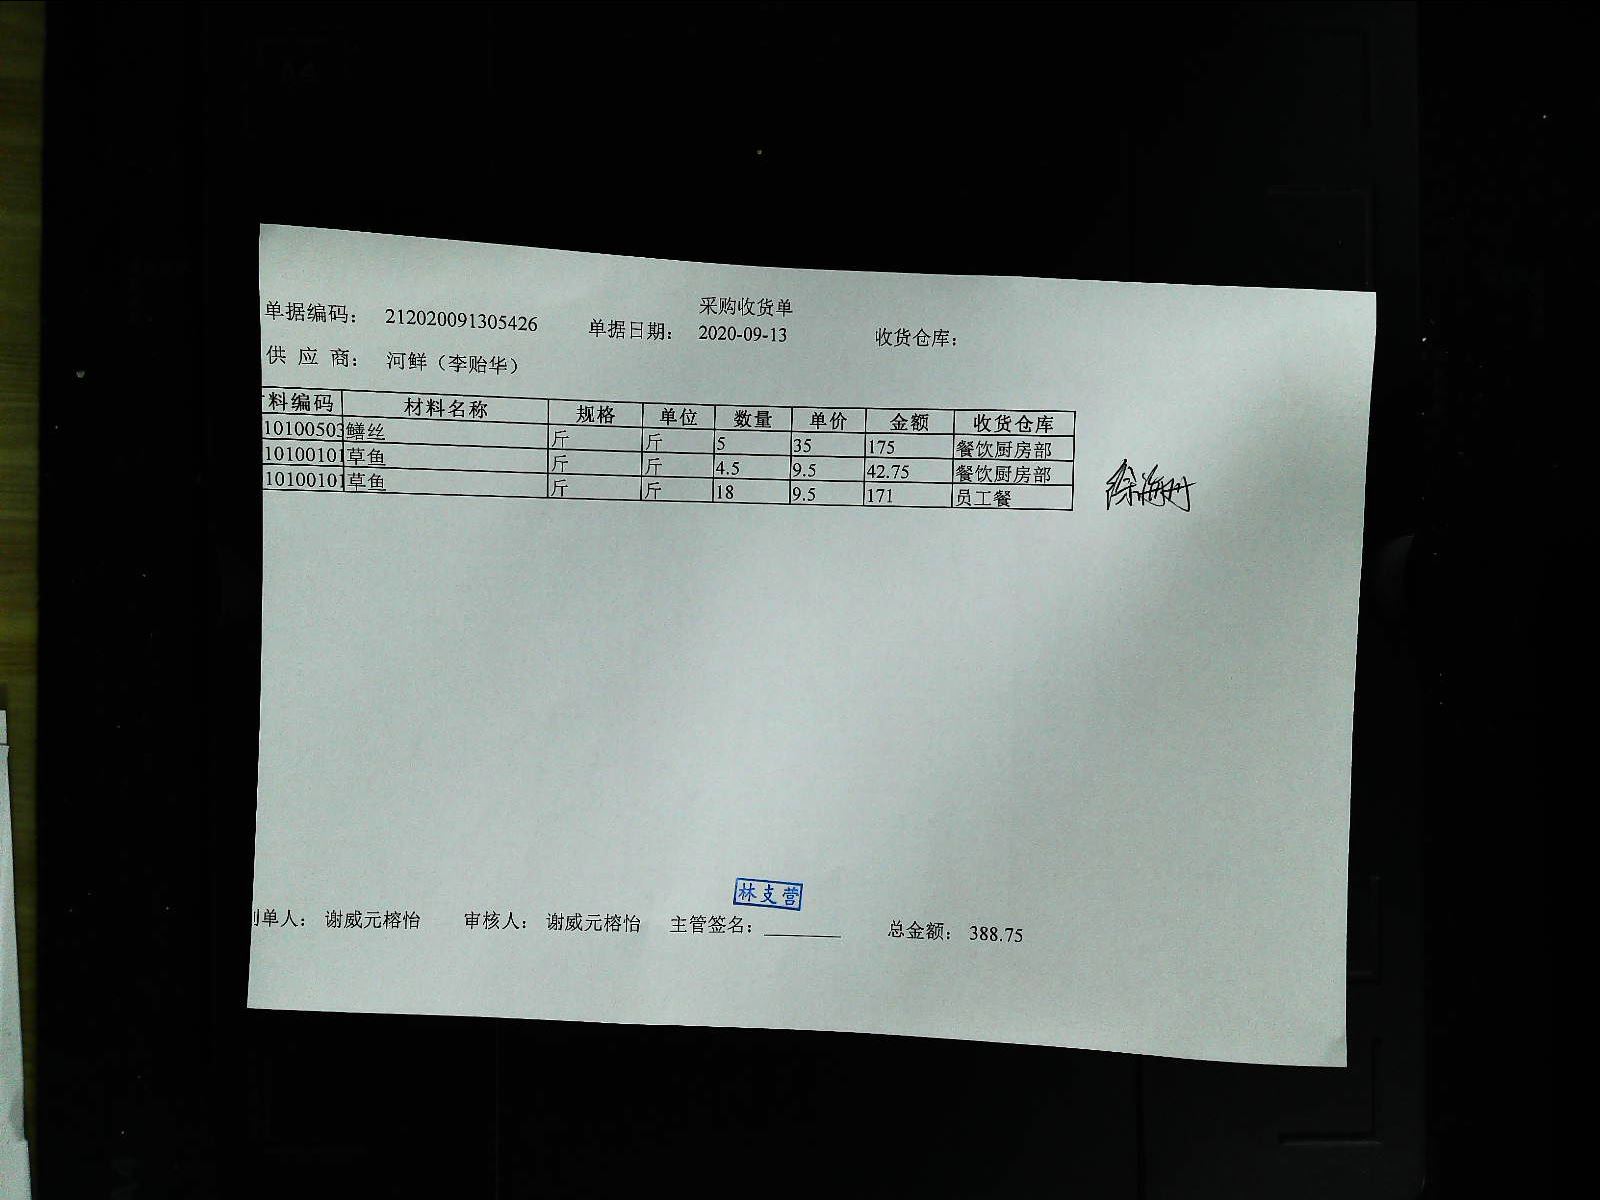 采购收货单
单据编码： 212020091305426 单据日期： 2020-09-13 收货仓库：
供 应 商： 河鲜（李贻华）
料编码 材料名称 规格 单位 数量 单价 金额 收货仓库
10100503 鳝丝 斤 斤 5 35 175 餐饮厨房部
10100101 草鱼 斤 斤 4.5 9.5 42.75 餐饮厨房部
10100101 草鱼 斤 斤 18 9.5 171 员工餐
林支营
单人： 谢威元榕怡 审核人： 谢威元榕怡 主管签名： 总金额： 388.75